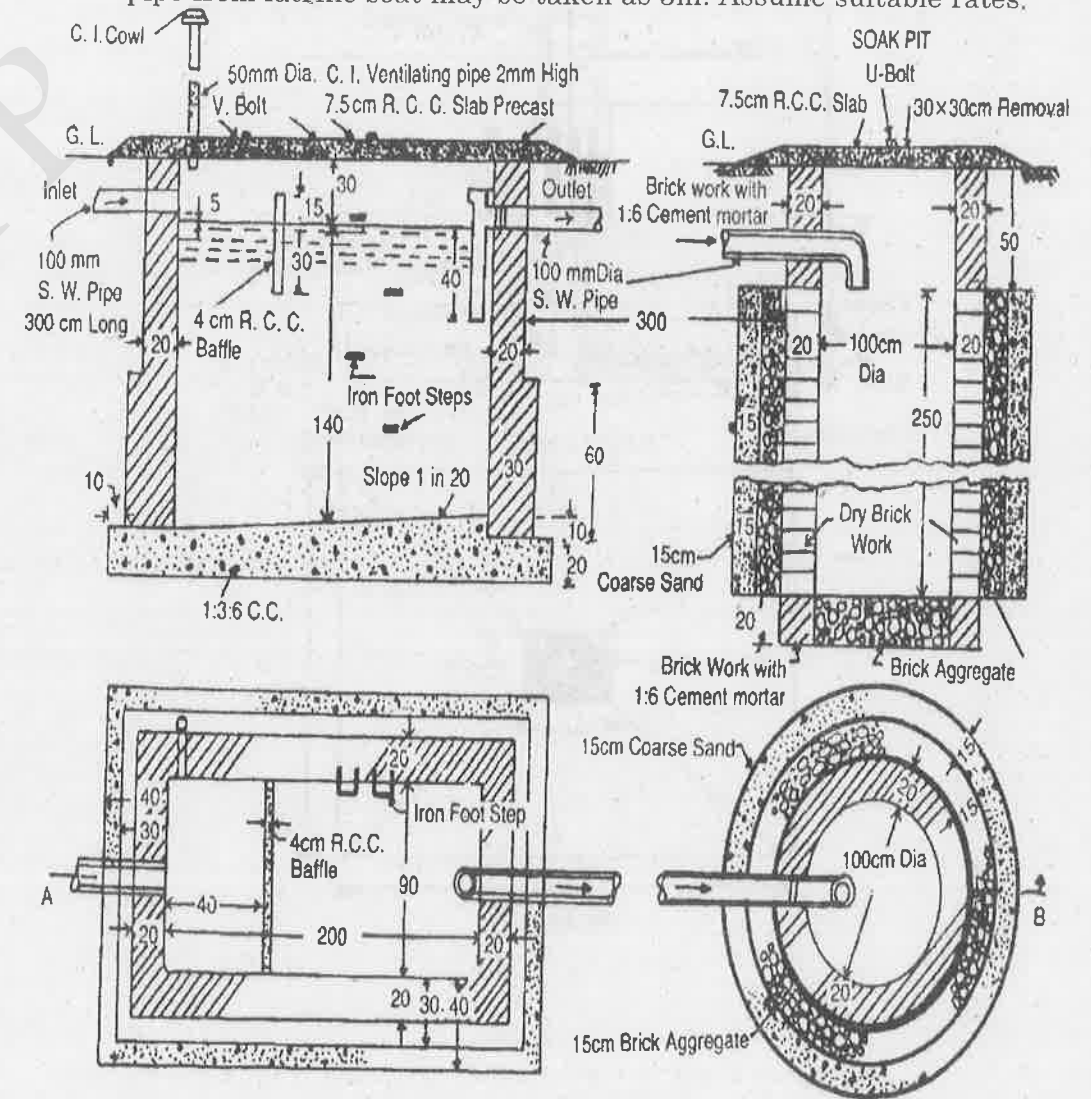 pipe from latrine seat may be taken as 3m. Assume suitable rates.
C. I. Cowl
50mm Dia. C. I. Ventilating pipe 2mm High
V. Bolt
7.5cm R. C. C. Slab Precast
G. L.
Inlet
5
30
15
30
Outlet
40
100 mm
S. W. Pipe
300 cm Long
4 cm R. C. C.
Baffle
100 mmDia
S. W. Pipe
20
20
Iron Foot Steps
140
60
30
Slope 1 in 20
10
10
20
1:3:6 C.C.
300
SOAK PIT
U-Bolt
7.5cm R.C.C. Slab
30×30cm Removal
G.L.
Brick work with
1:6 Cement mortar
20
20
50
20
100cm
Dia
20
15
250
15
Dry Brick
Work
15cm
Coarse Sand
20
Brick Work with
1:6 Cement mortar
Brick Aggregate
20
40
30
Iron Foot Step
4cm R.C.C.
Baffle
A
90
40
200
20
20
20
30
40
15cm Coarse Sand
15
20
100cm Dia
B
20
15cm Brick Aggregate